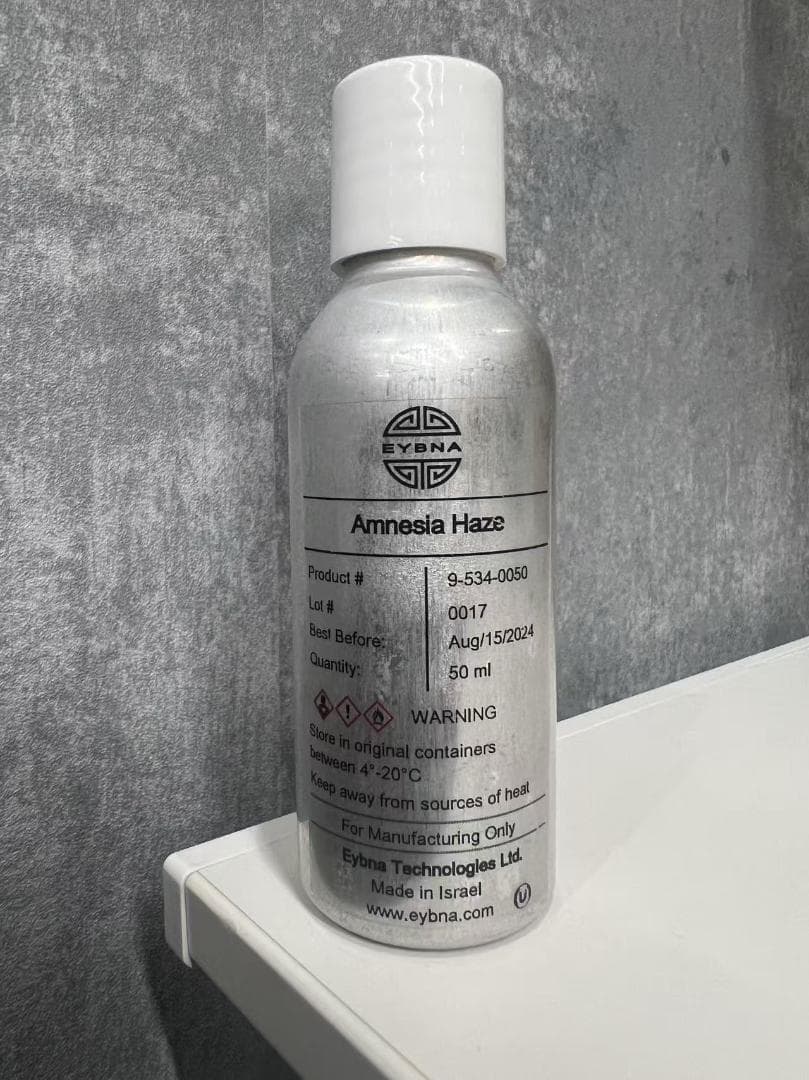 EYBNA
Amnesia Haze
Product # 9-534-0050
Lot # 0017
Best Before: Aug/15/2024
Quantity: 50 ml
WARNING
Store in original containers
between 4°-20°C
Keep away from sources of heat
For Manufacturing Only
Eybna Technologies Ltd.
Made in Israel
www.eybna.com
U